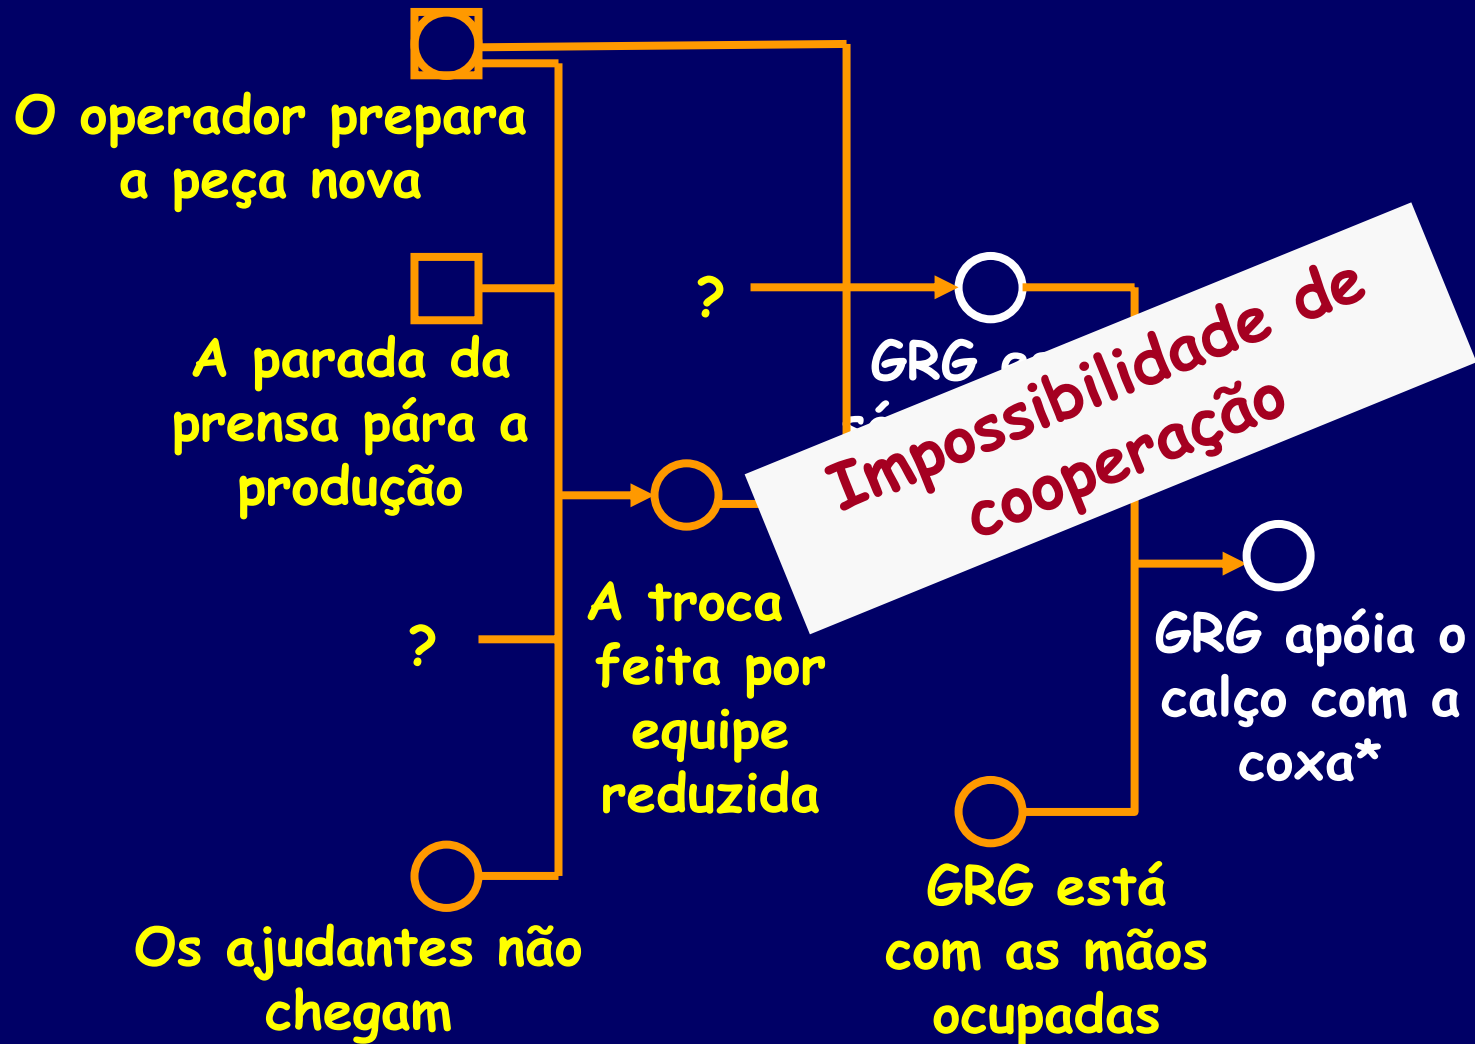 O operador prepara
a peça nova
?
A parada da
prensa pára a
produção
GRG
Impossibilidade de
cooperação
A troca
feita por
equipe
reduzida
?
GRG apóia o
calço com a
coxa*
GRG está
com as mãos
ocupadas
Os ajudantes não
chegam